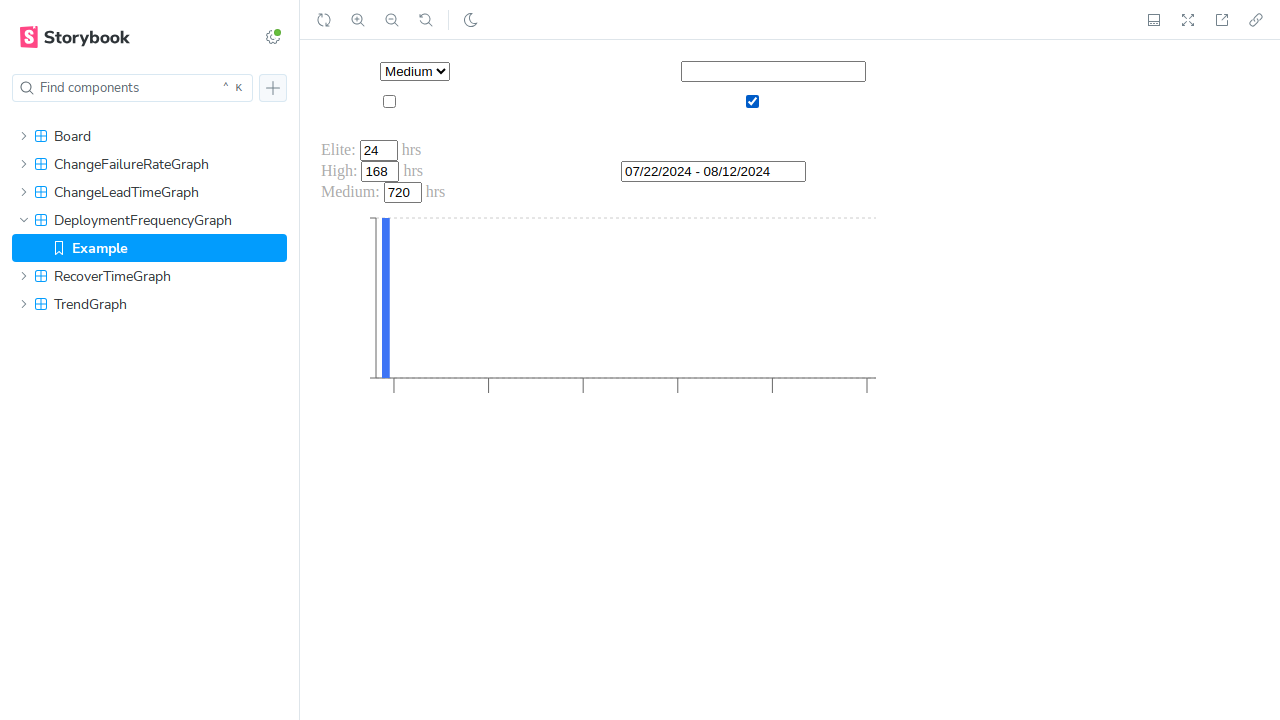 Storybook
Find components
^ K
Board
ChangeFailureRateGraph
ChangeLeadTimeGraph
DeploymentFrequencyGraph
Example
RecoverTimeGraph
TrendGraph
Medium
Elite: 24 hrs
High: 168 hrs
07/22/2024 - 08/12/2024
Medium: 720 hrs